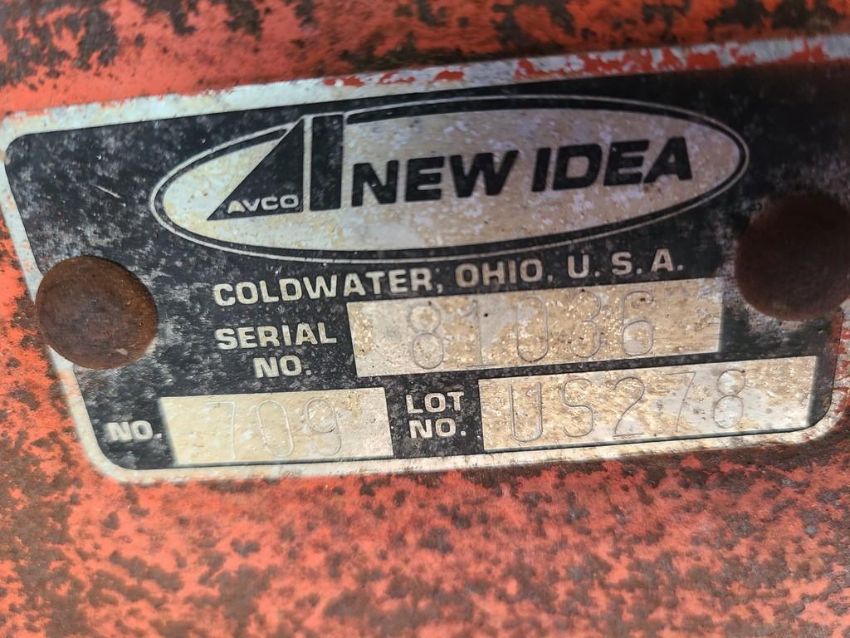 AVCO NEW IDEA
COLDWATER, OHIO, U. S. A.
SERIAL NO. 81036
NO. 709 LOT NO. US278